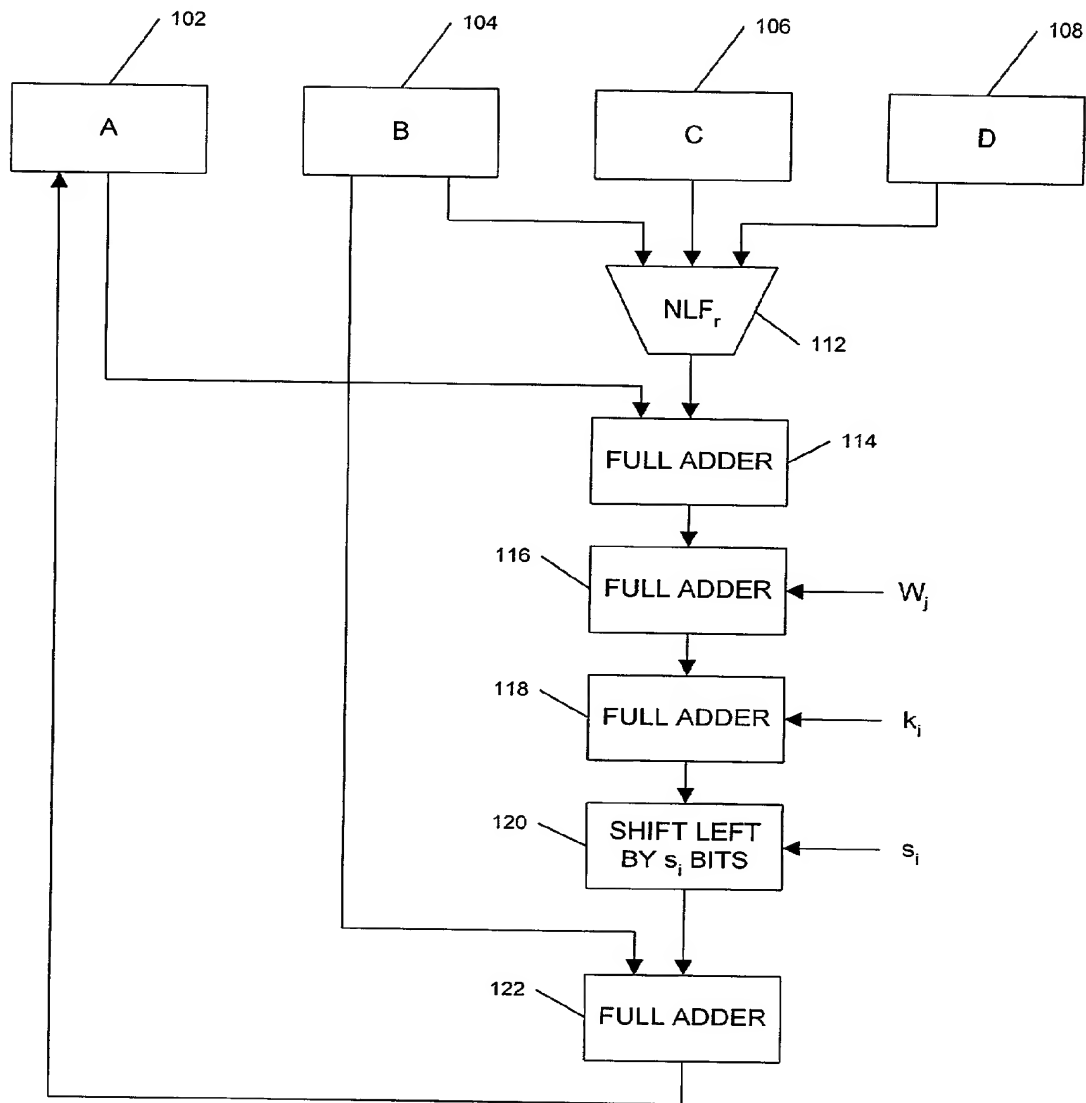 102
104
106
108
A
B
C
D
NLFr
112
FULL ADDER
114
116
FULL ADDER
Wj
118
FULL ADDER
ki
120
SHIFT LEFT
BY si BITS
si
122
FULL ADDER